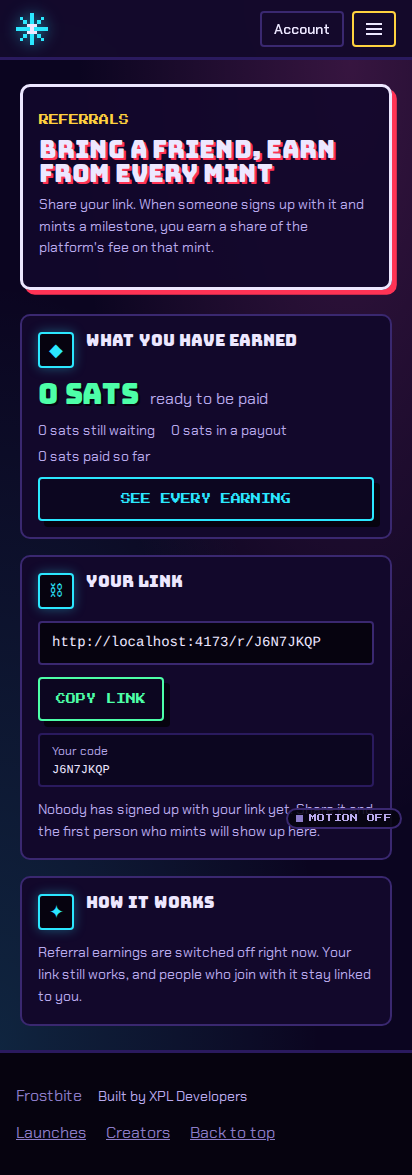 Account
REFERRALS
BRING A FRIEND, EARN
FROM EVERY MINT
Share your link. When someone signs up with it and
mints a milestone, you earn a share of the
platform's fee on that mint.
WHAT YOU HAVE EARNED
0 SATS ready to be paid
0 sats still waiting 0 sats in a payout
0 sats paid so far
SEE EVERY EARNING
YOUR LINK
http://localhost:4173/r/J6N7JKQP
COPY LINK
Your code
J6N7JKQP
Nobody has signed up with your link yet. Share it and
MOTION OFF
the first person who mints will show up here.
HOW IT WORKS
Referral earnings are switched off right now. Your
link still works, and people who join with it stay linked
to you.
Frostbite Built by XPL Developers
Launches Creators Back to top